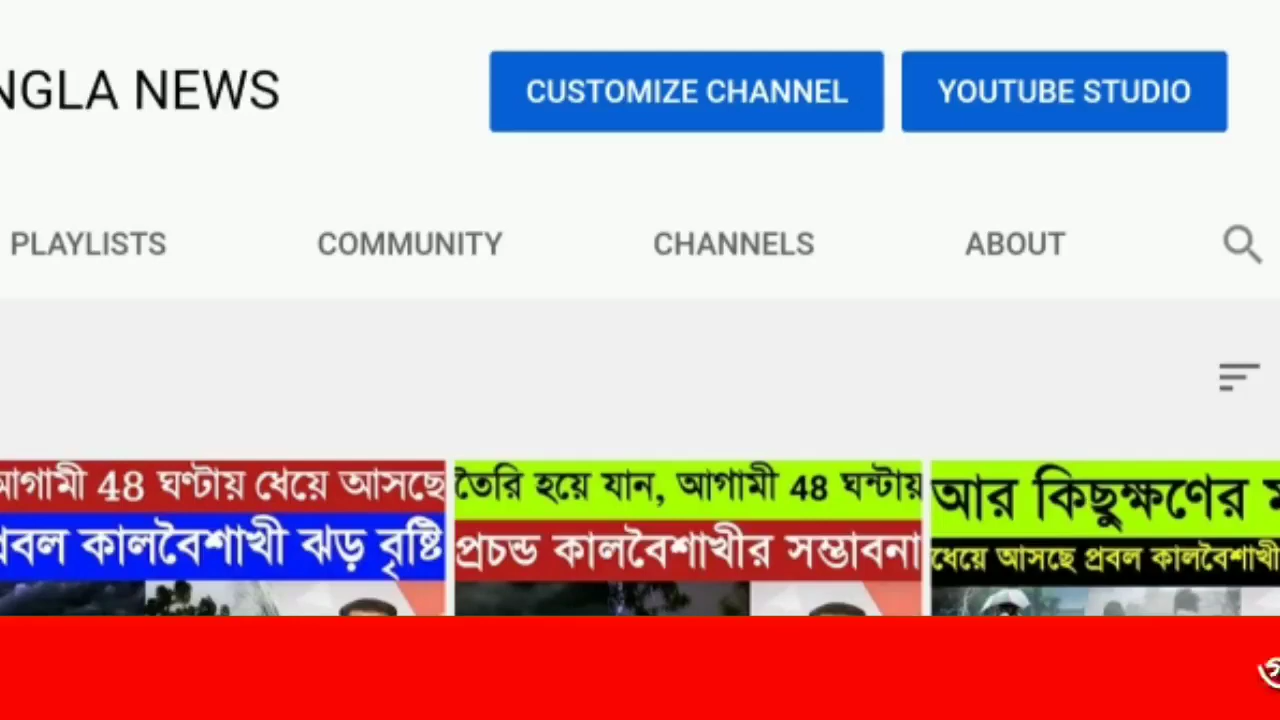 NGLA NEWS
CUSTOMIZE CHANNEL
YOUTUBE STUDIO
PLAYLISTS
COMMUNITY
CHANNELS
ABOUT
আগামী 48 ঘণ্টায় ধেয়ে আসছে
প্রবল কালবৈশাখী ঝড় বৃষ্টি
তৈরি হয়ে যান, আগামী 48 ঘন্টায়
প্রচন্ড কালবৈশাখীর সম্ভাবনা
আর কিছুক্ষণের
ধেয়ে আসছে প্রবল কালবৈশাখী